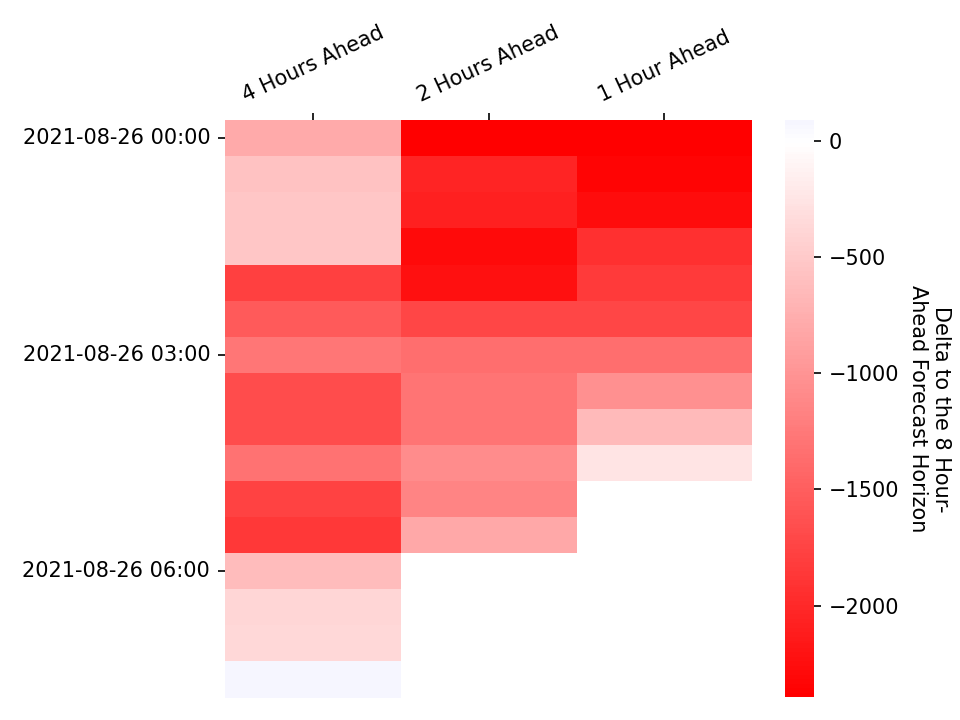 4 Hours Ahead
2 Hours Ahead
1 Hour Ahead
2021-08-26 00:00
2021-08-26 03:00
2021-08-26 06:00
0
−500
−1000
−1500
−2000
Delta to the 8 Hour-
Ahead Forecast Horizon